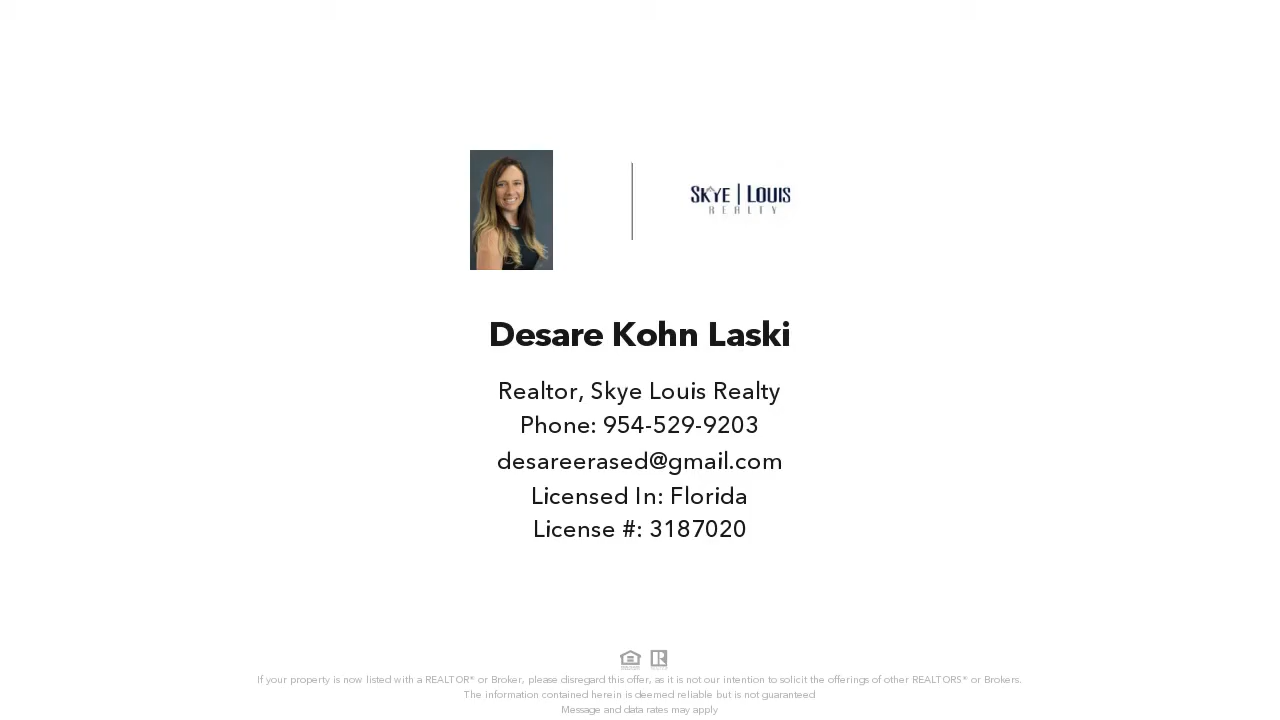 SKYE | LOUIS
REALTY
Desare Kohn Laski
Realtor, Skye Louis Realty
Phone: 954-529-9203
desareerased@gmail.com
Licensed In: Florida
License #: 3187020
If your property is now listed with a REALTOR® or Broker, please disregard this offer, as it is not our intention to solicit the offerings of other REALTORS® or Brokers.
The information contained herein is deemed reliable but is not guaranteed
Message and data rates may apply